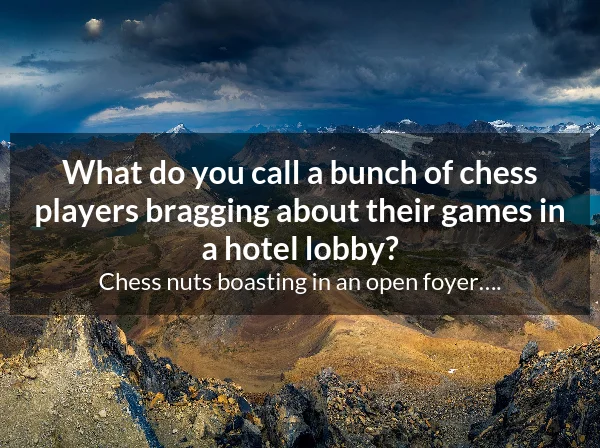 What do you call a bunch of chess
players bragging about their games in
a hotel lobby?
Chess nuts boasting in an open foyer....